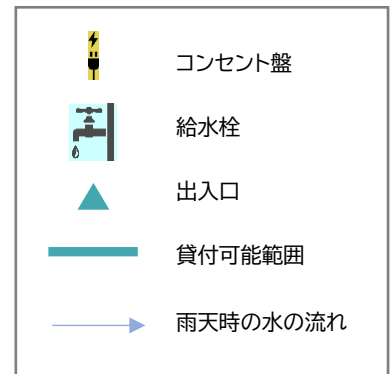 コンセント盤
給水栓
出入口
貸付可能範囲
雨天時の水の流れ